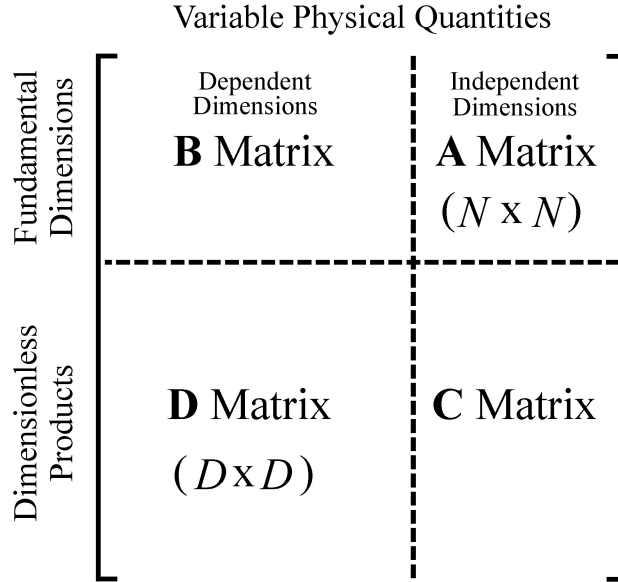 Variable Physical Quantities
Fundamental
Dimensions
Dependent
Dimensions
B Matrix
Independent
Dimensions
A Matrix
(N x N)
Dimensionless
Products
D Matrix
(D x D)
C Matrix